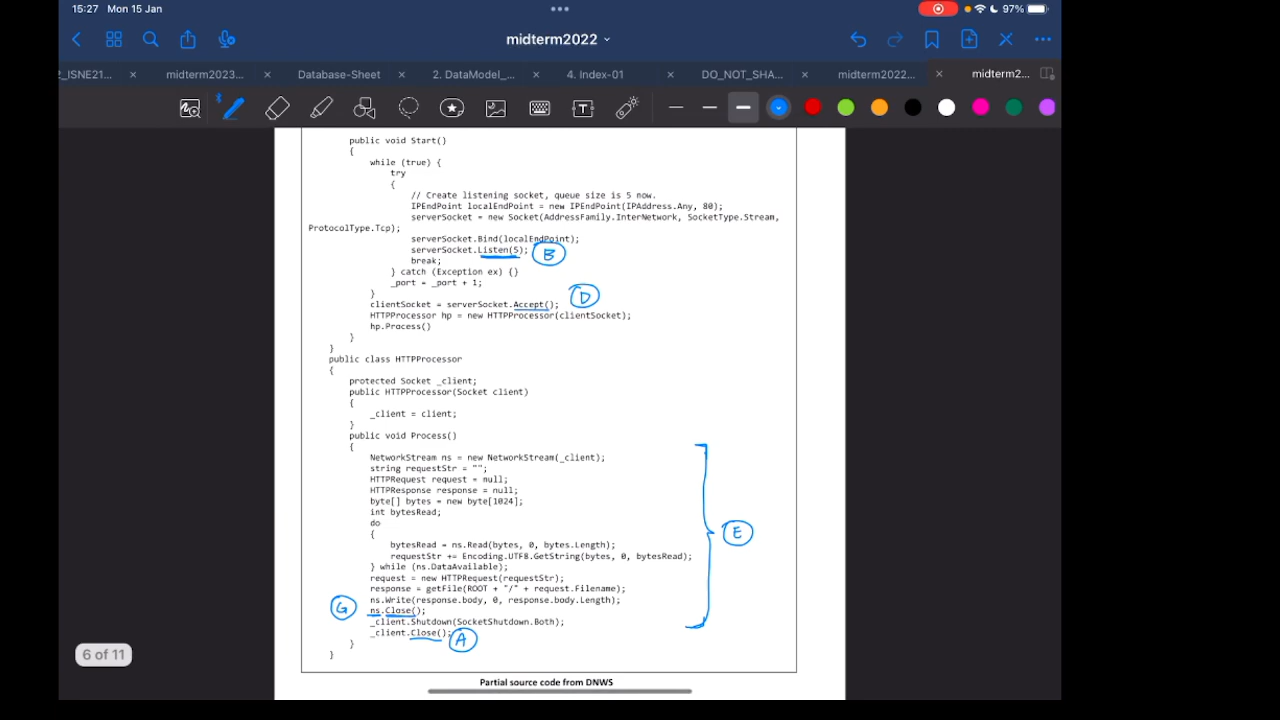 15:27 Mon 15 Jan
97%
midterm2022
2_ISNE21...
midterm2023...
Database-Sheet
2. DataModel_...
4. Index-01
DO_NOT_SHA...
midterm2022...
midterm2...
public void Start()
{
while (true) {
try
{
// Create listening socket, queue size is 5 now.
IPEndPoint localEndPoint = new IPEndPoint(IPAddress.Any, 80);
serverSocket = new Socket(AddressFamily.InterNetwork, SocketType.Stream,
ProtocolType.Tcp);
serverSocket.Bind(localEndPoint);
serverSocket.Listen(5); B
break;
} catch (Exception ex) {}
_port = _port + 1;
}
D
clientSocket = serverSocket.Accept();
HTTPProcessor hp = new HTTPProcessor(clientSocket);
hp.Process()
}
}
public class HTTPProcessor
{
protected Socket _client;
public HTTPProcessor(Socket client)
{
_client = client;
}
public void Process()
{
NetworkStream ns = new NetworkStream(_client);
string requestStr = "";
HTTPRequest request = null;
HTTPResponse response = null;
byte[] bytes = new byte[1024];
int bytesRead;
do
{
E
bytesRead = ns.Read(bytes, 0, bytes.Length);
requestStr += Encoding.UTF8.GetString(bytes, 0, bytesRead);
} while (ns.DataAvailable);
request = new HTTPRequest(requestStr);
response = getFile(ROOT + "/" + request.Filename);
ns.Write(response.body, 0, response.body.Length);
G ns.Close();
_client.Shutdown(SocketShutdown.Both);
_client.Close(); A
}
}
6 of 11
Partial source code from DNWS